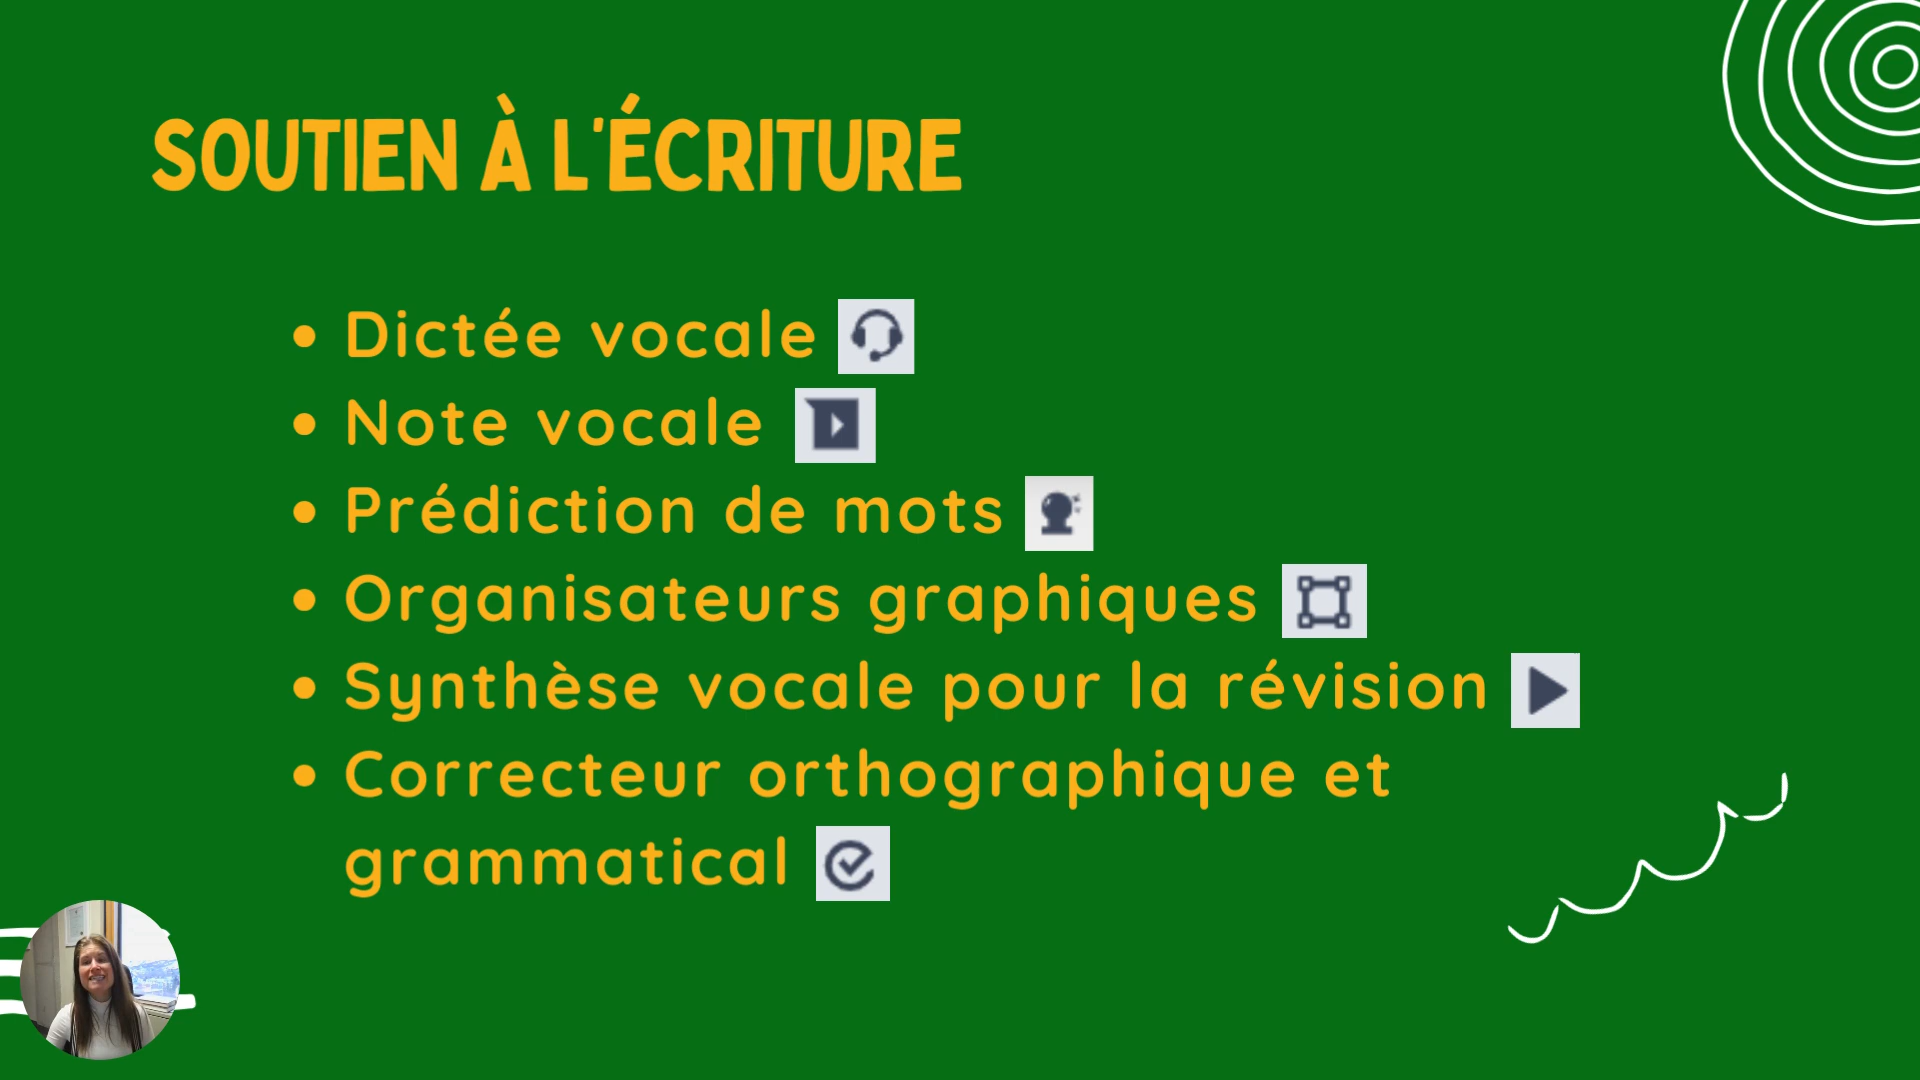 SOUTIEN À L'ÉCRITURE
Dictée vocale
Note vocale
Prédiction de mots
Organisateurs graphiques
Synthèse vocale pour la révision
Correcteur orthographique et
grammatical